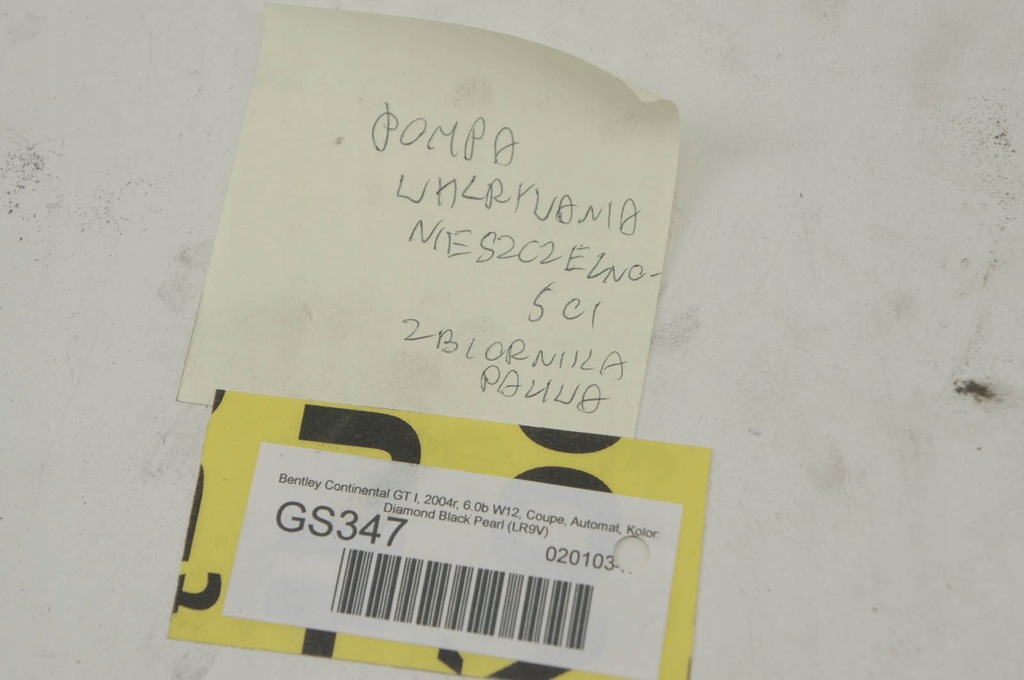 POMPA
WYKRYWANIA
NIESZCZELNO-
ŚCI
ZBIORNIKA
PALIWA
Bentley Continental GT I, 2004r, 6.0b W12, Coupe, Automat, Kolor:
Diamond Black Pearl (LR9V)
GS347
020103-